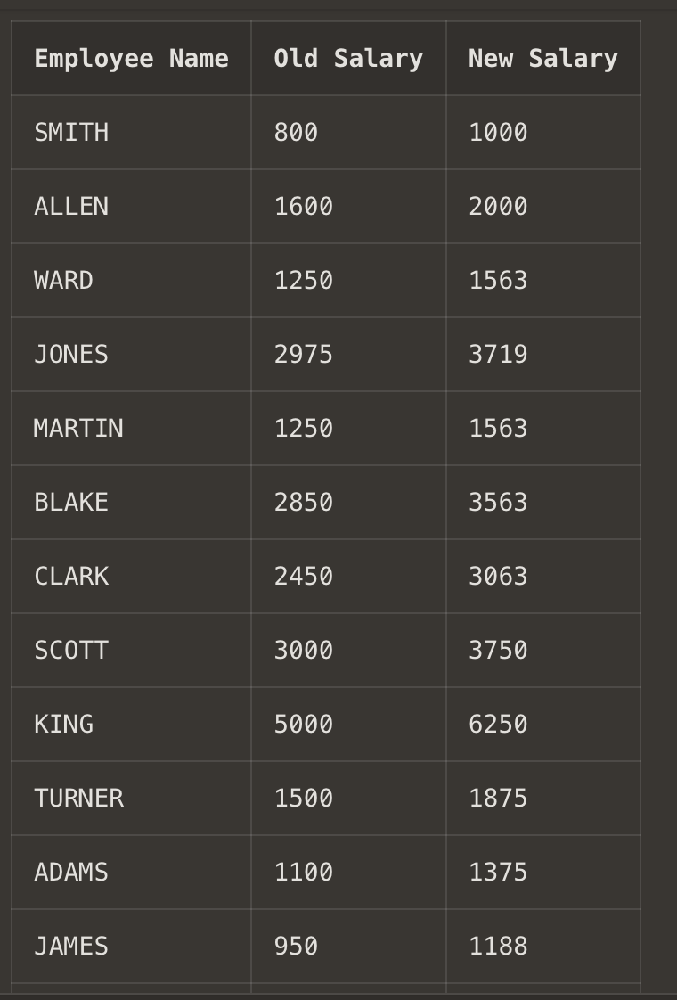 Employee Name Old Salary New Salary
SMITH 800 1000
ALLEN 1600 2000
WARD 1250 1563
JONES 2975 3719
MARTIN 1250 1563
BLAKE 2850 3563
CLARK 2450 3063
SCOTT 3000 3750
KING 5000 6250
TURNER 1500 1875
ADAMS 1100 1375
JAMES 950 1188